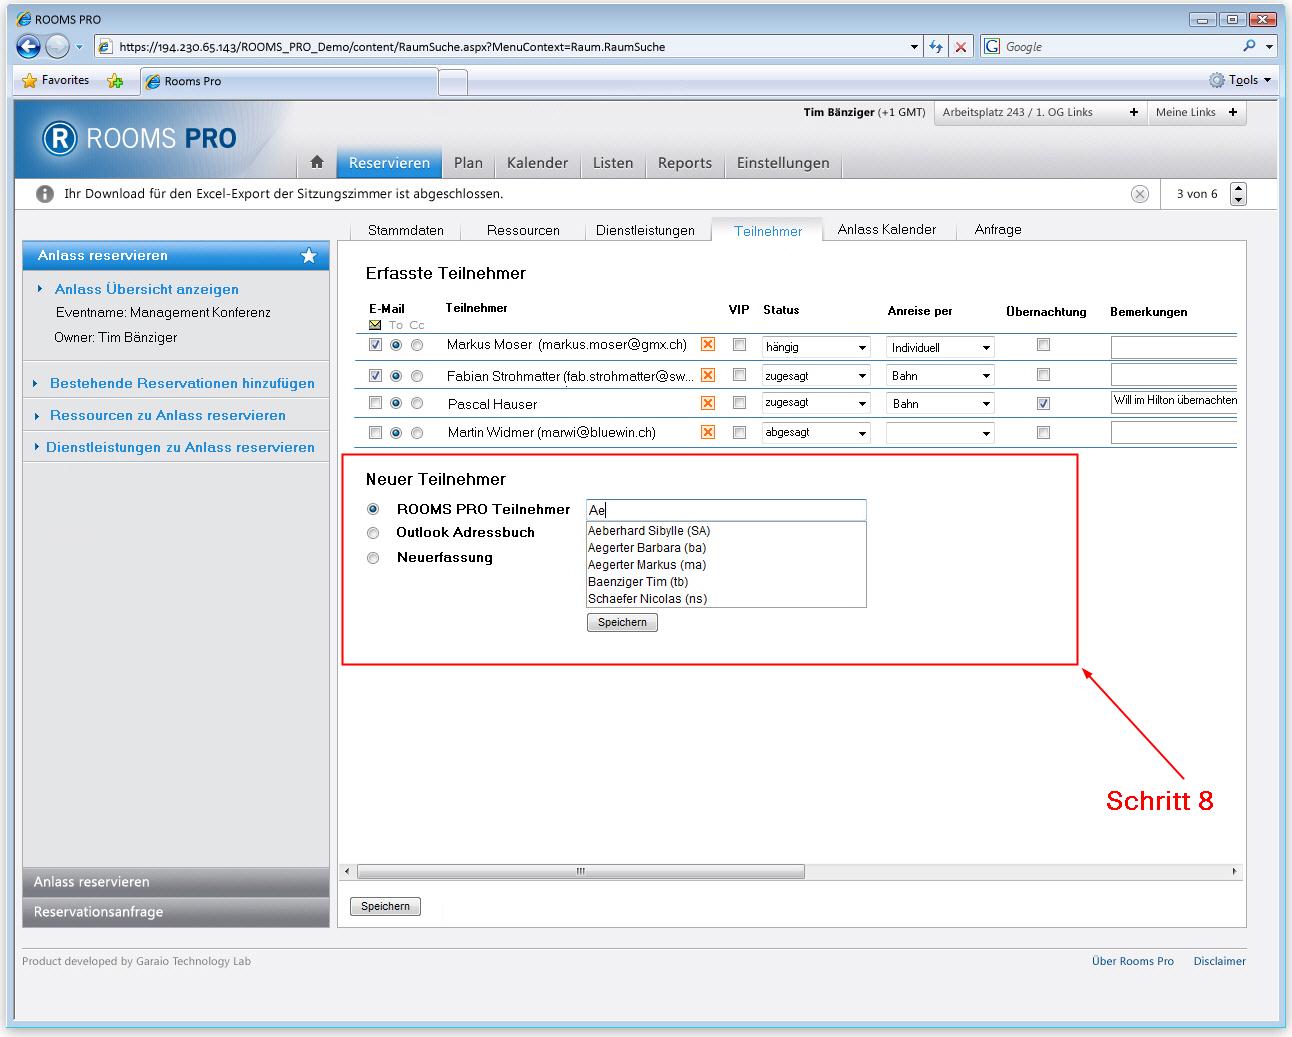 ROOMS PRO
https://194.230.65.143/ROOMS_PRO_Demo/content/RaumSuche.aspx?MenuContext=Raum.RaumSuche
Google
Favorites
Rooms Pro
Tools
Tim Bänziger (+1 GMT)
Arbeitsplatz 243 / 1. OG Links +
Meine Links +
R ROOMS PRO
Reservieren Plan Kalender Listen Reports Einstellungen
Ihr Download für den Excel-Export der Sitzungszimmer ist abgeschlossen.
3 von 6
Stammdaten Ressourcen Dienstleistungen Teilnehmer Anlass Kalender Anfrage
Anlass reservieren
Anlass Übersicht anzeigen
Eventname: Management Konferenz
Owner: Tim Bänziger
Bestehende Reservationen hinzufügen
Ressourcen zu Anlass reservieren
Dienstleistungen zu Anlass reservieren
Erfasste Teilnehmer
E-Mail Teilnehmer VIP Status Anreise per Übernachtung Bemerkungen
To Cc
Markus Moser (markus.moser@gmx.ch) hängig Individuell
Fabian Strohmatter (fab.strohmatter@sw... zugesagt Bahn
Pascal Hauser zugesagt Bahn Will im Hilton übernachten
Martin Widmer (marwi@bluewin.ch) abgesagt
Neuer Teilnehmer
ROOMS PRO Teilnehmer Ae
Outlook Adressbuch
Neuerfassung
Aeberhard Sibylle (SA)
Aegerter Barbara (ba)
Aegerter Markus (ma)
Baenziger Tim (tb)
Schaefer Nicolas (ns)
Speichern
Schritt 8
Anlass reservieren
Reservationsanfrage
Speichern
Product developed by Garaio Technology Lab
Über Rooms Pro Disclaimer